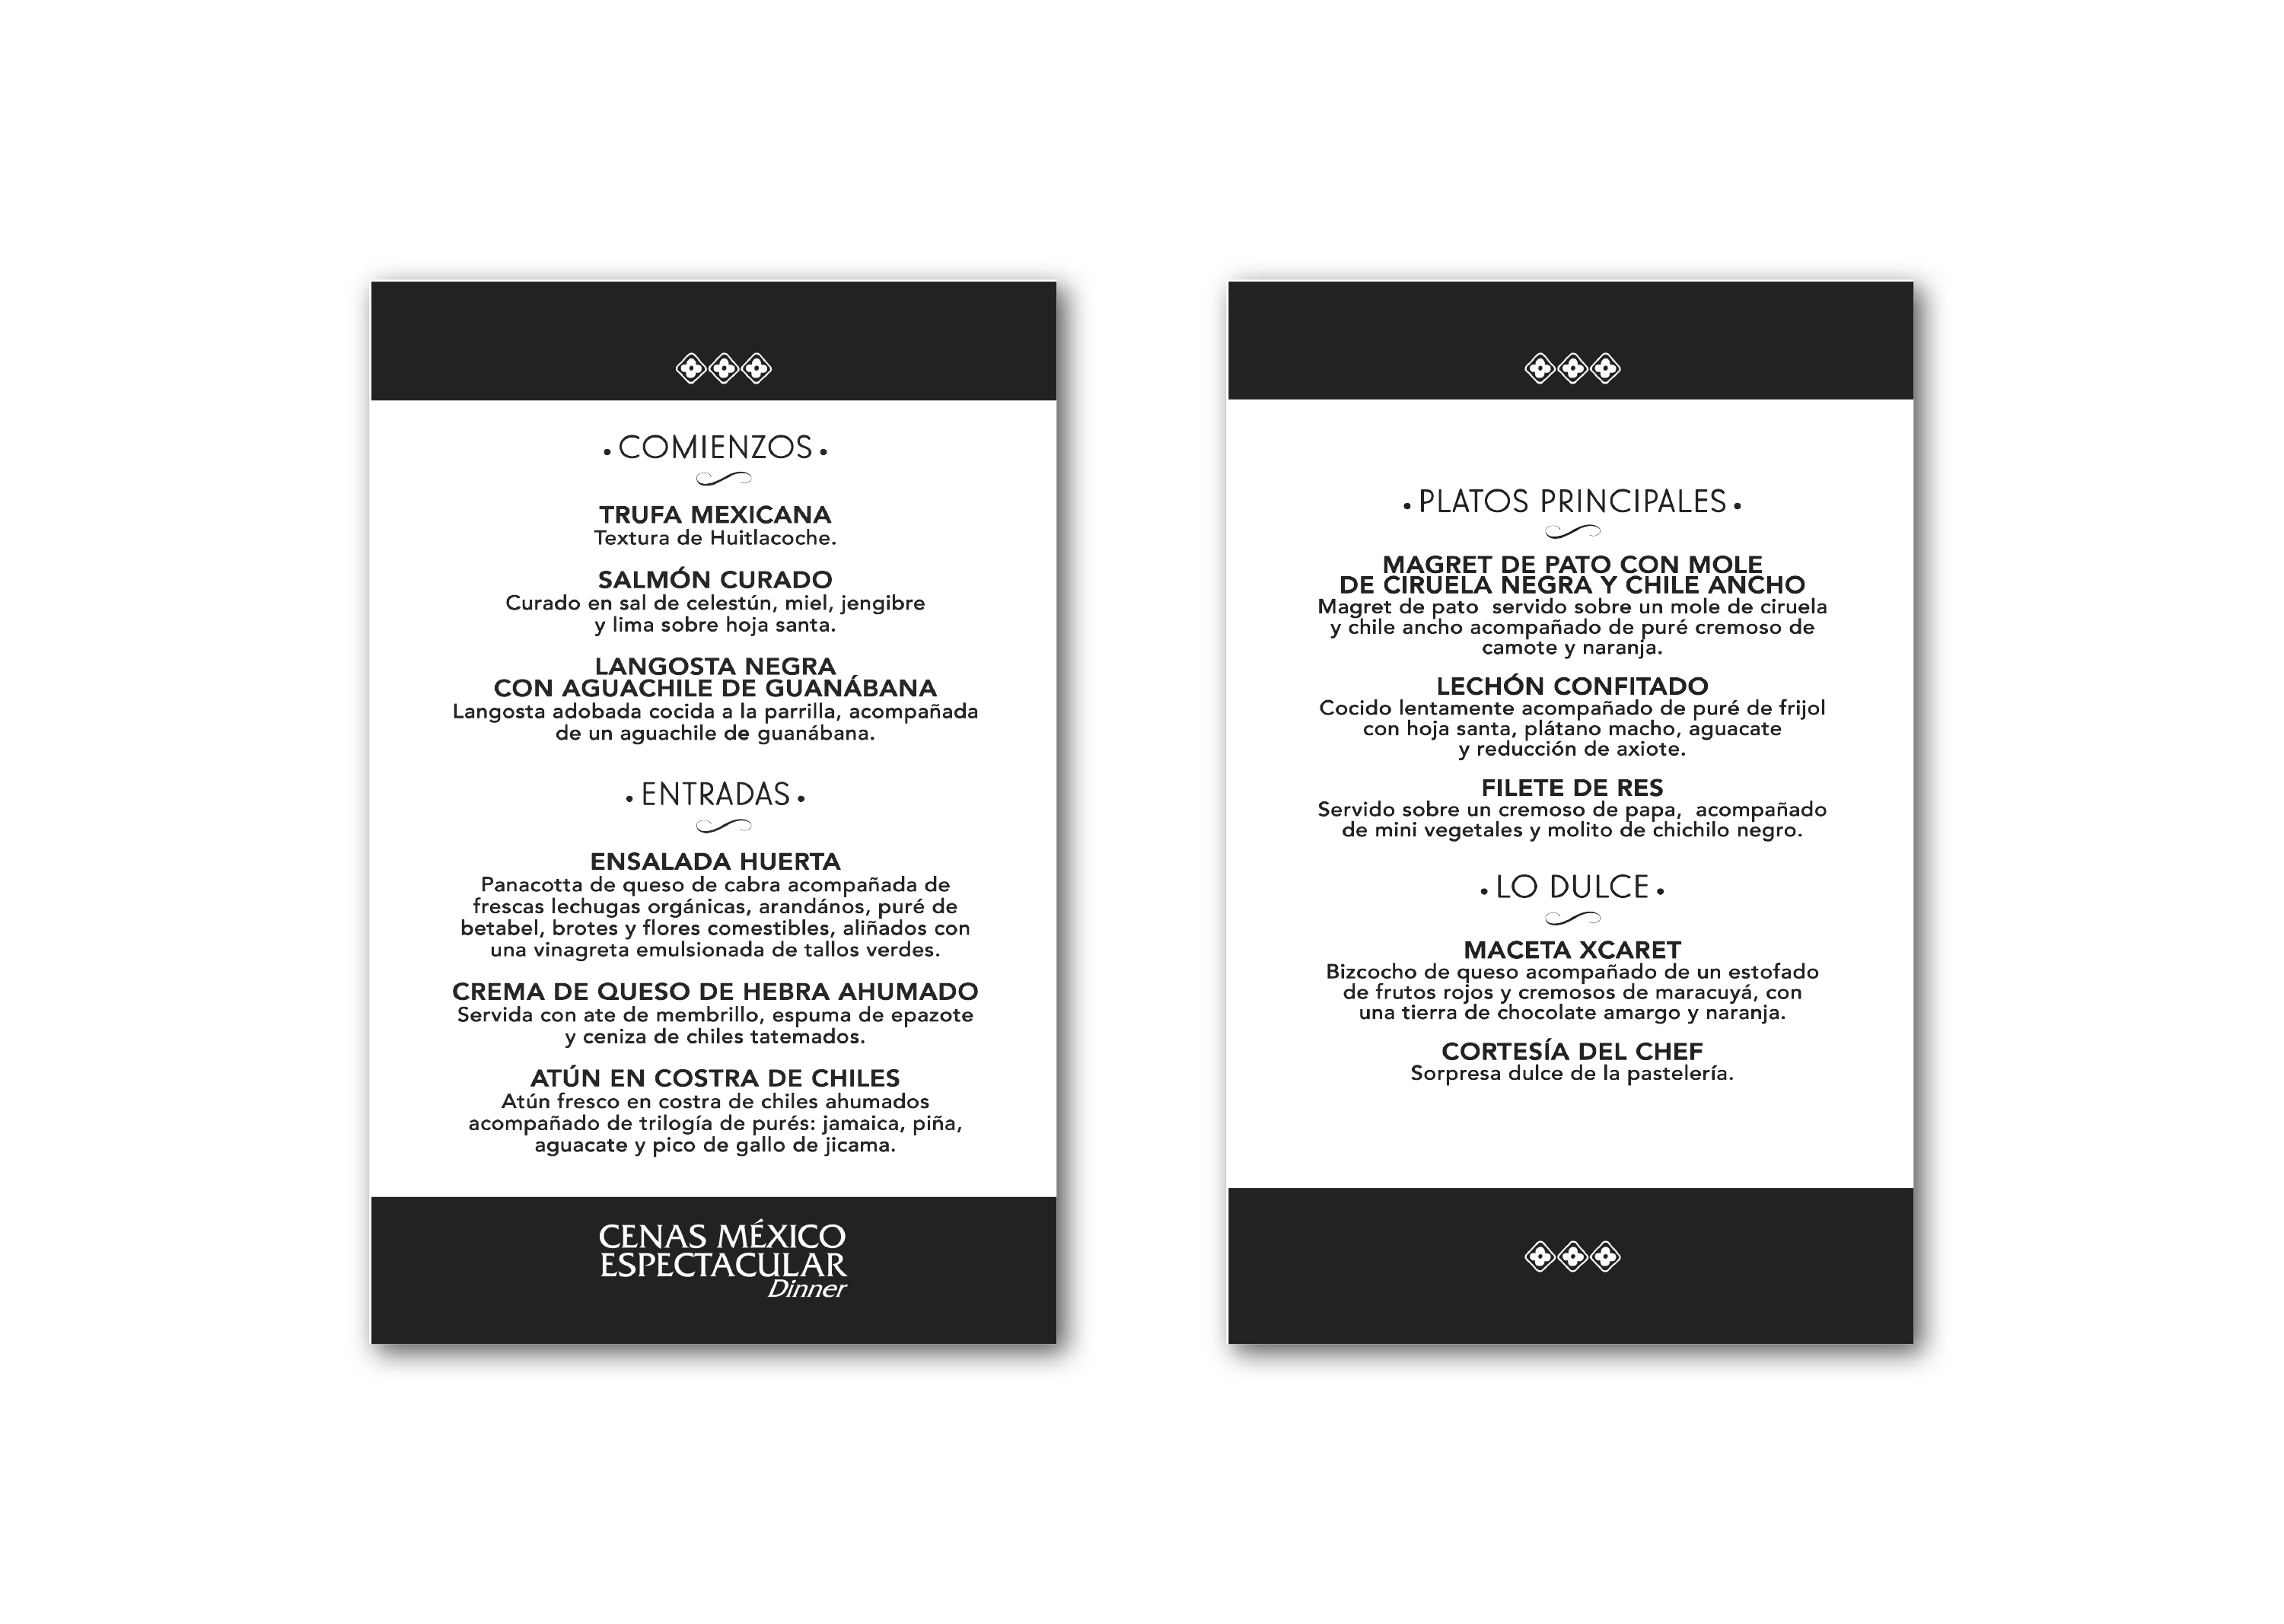 • COMIENZOS •
TRUFA MEXICANA
Textura de Huitlacoche.
SALMÓN CURADO
Curado en sal de celestún, miel, jengibre
y lima sobre hoja santa.
LANGOSTA NEGRA
CON AGUACHILE DE GUANÁBANA
Langosta adobada cocida a la parrilla, acompañada
de un aguachile de guanábana.
• ENTRADAS •
ENSALADA HUERTA
Panacotta de queso de cabra acompañada de
frescas lechugas orgánicas, arandános, puré de
betabel, brotes y flores comestibles, aliñados con
una vinagreta emulsionada de tallos verdes.
CREMA DE QUESO DE HEBRA AHUMADO
Servida con ate de membrillo, espuma de epazote
y ceniza de chiles tatemados.
ATÚN EN COSTRA DE CHILES
Atún fresco en costra de chiles ahumados
acompañado de trilogía de purés: jamaica, piña,
aguacate y pico de gallo de jicama.
CENAS MÉXICO
ESPECTACULAR
Dinner
• PLATOS PRINCIPALES •
MAGRET DE PATO CON MOLE
DE CIRUELA NEGRA Y CHILE ANCHO
Magret de pato  servido sobre un mole de ciruela
y chile ancho acompañado de puré cremoso de
camote y naranja.
LECHÓN CONFITADO
Cocido lentamente acompañado de puré de frijol
con hoja santa, plátano macho, aguacate
y reducción de axiote.
FILETE DE RES
Servido sobre un cremoso de papa,  acompañado
de mini vegetales y molito de chichilo negro.
• LO DULCE •
MACETA XCARET
Bizcocho de queso acompañado de un estofado
de frutos rojos y cremosos de maracuyá, con
una tierra de chocolate amargo y naranja.
CORTESÍA DEL CHEF
Sorpresa dulce de la pastelería.